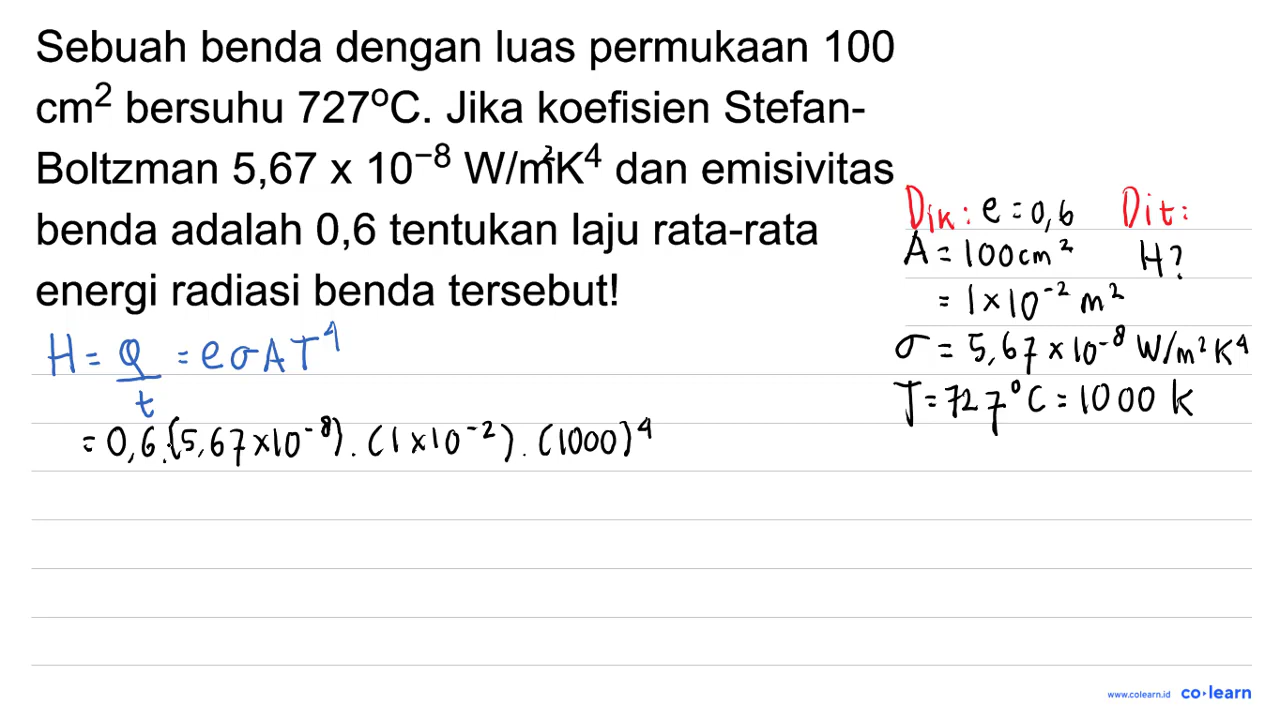 Sebuah benda dengan luas permukaan 100
cm² bersuhu 727°C. Jika koefisien Stefan-
Boltzman 5,67 x 10⁻⁸ W/m²K⁴ dan emisivitas
benda adalah 0,6 tentukan laju rata-rata
energi radiasi benda tersebut!
Dik: e = 0,6 Dit:
A = 100 cm² H?
= 1 × 10⁻² m²
σ = 5,67 × 10⁻⁸ W/m² K⁴
T = 727°C = 1000 K
H = Q/t = e σ A T⁴
= 0,6 . (5,67 × 10⁻⁸) . (1 × 10⁻²) . (1000)⁴
www.colearn.id co·learn